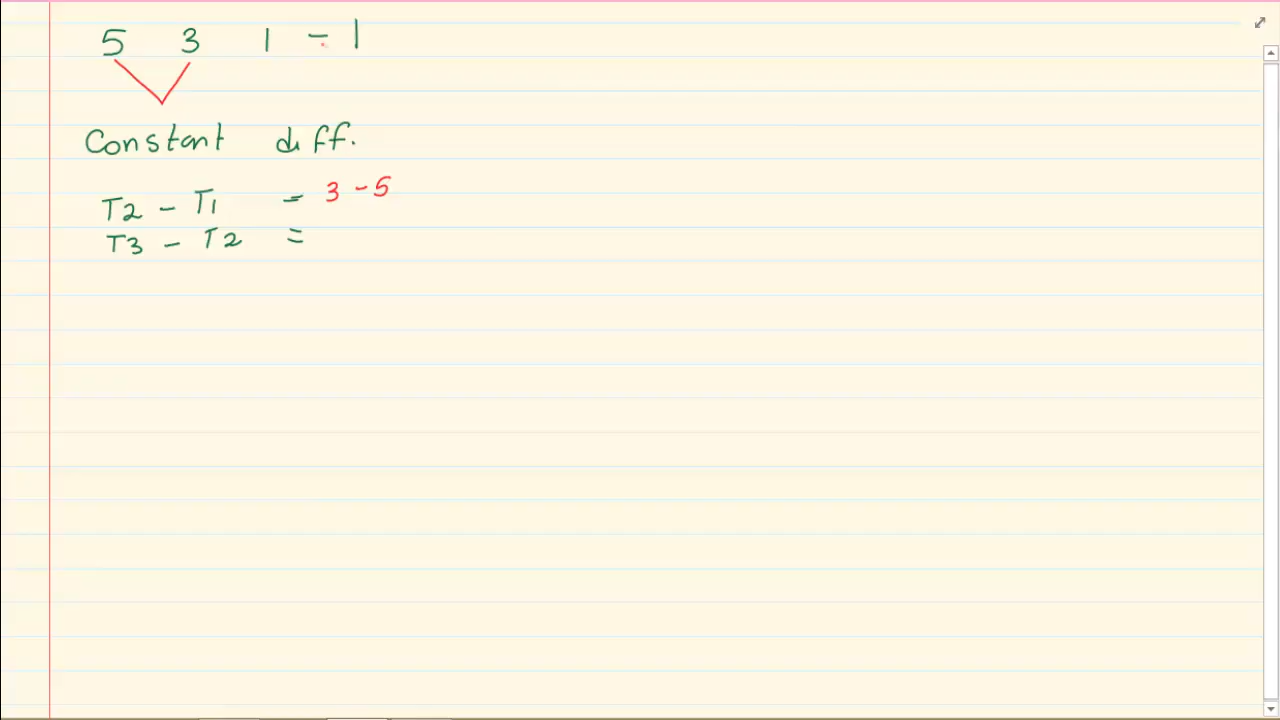 5 3 1 - 1
Constant diff.
T2 - T1 = 3 - 5
T3 - T2 =